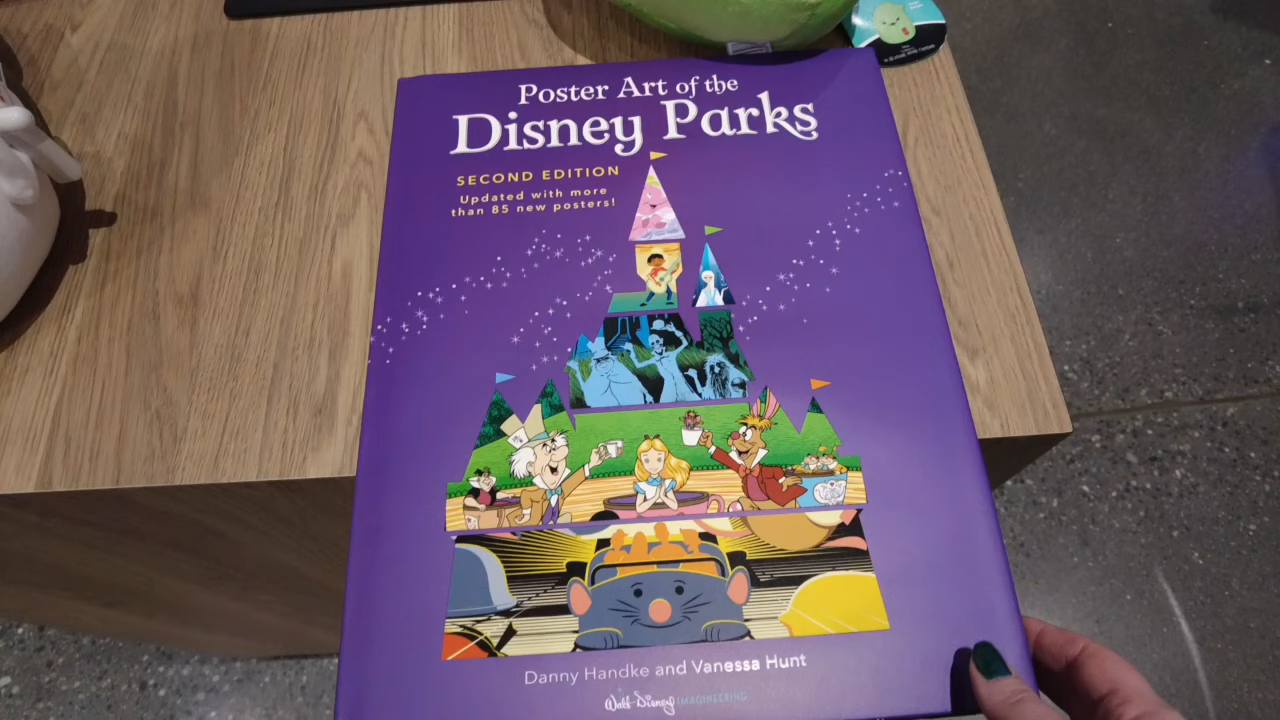 Poster Art of the
Disney Parks
SECOND EDITION
Updated with more
than 85 new posters!
Danny Handke and Vanessa Hunt
Walt Disney IMAGINEERING